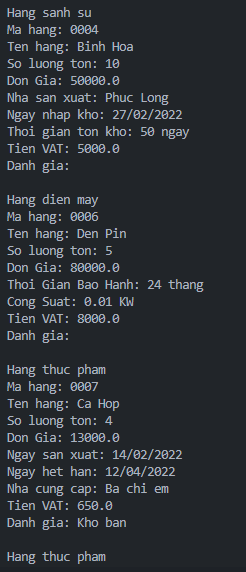 Hang sanh su
Ma hang: 0004
Ten hang: Binh Hoa
So luong ton: 10
Don Gia: 50000.0
Nha san xuat: Phuc Long
Ngay nhap kho: 27/02/2022
Thoi gian ton kho: 50 ngay
Tien VAT: 5000.0
Danh gia:

Hang dien may
Ma hang: 0006
Ten hang: Den Pin
So luong ton: 5
Don Gia: 80000.0
Thoi Gian Bao Hanh: 24 thang
Cong Suat: 0.01 KW
Tien VAT: 8000.0
Danh gia:

Hang thuc pham
Ma hang: 0007
Ten hang: Ca Hop
So luong ton: 4
Don Gia: 13000.0
Ngay san xuat: 14/02/2022
Ngay het han: 12/04/2022
Nha cung cap: Ba chi em
Tien VAT: 650.0
Danh gia: Kho ban

Hang thuc pham